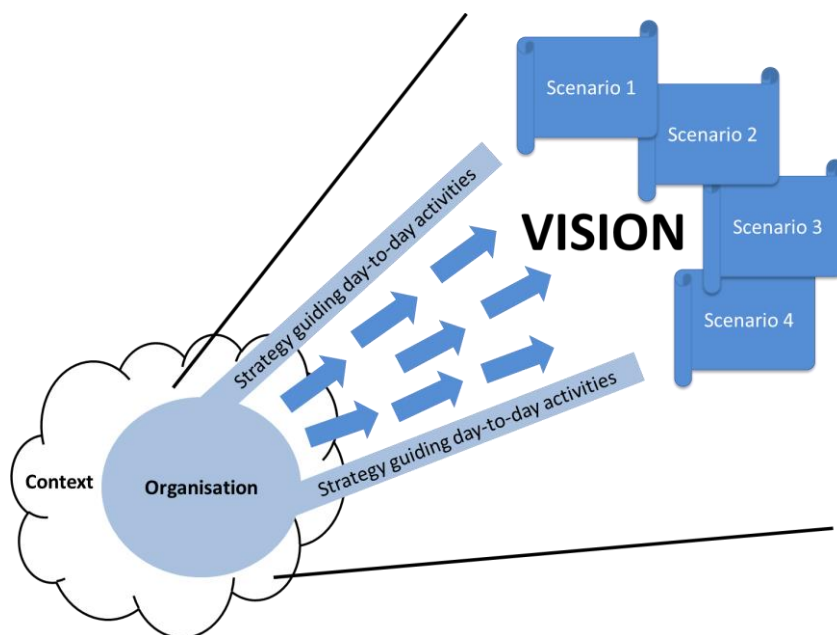 Scenario 1
Scenario 2
Scenario 3
Scenario 4
VISION
Strategy guiding day-to-day activities
Strategy guiding day-to-day activities
Context
Organisation